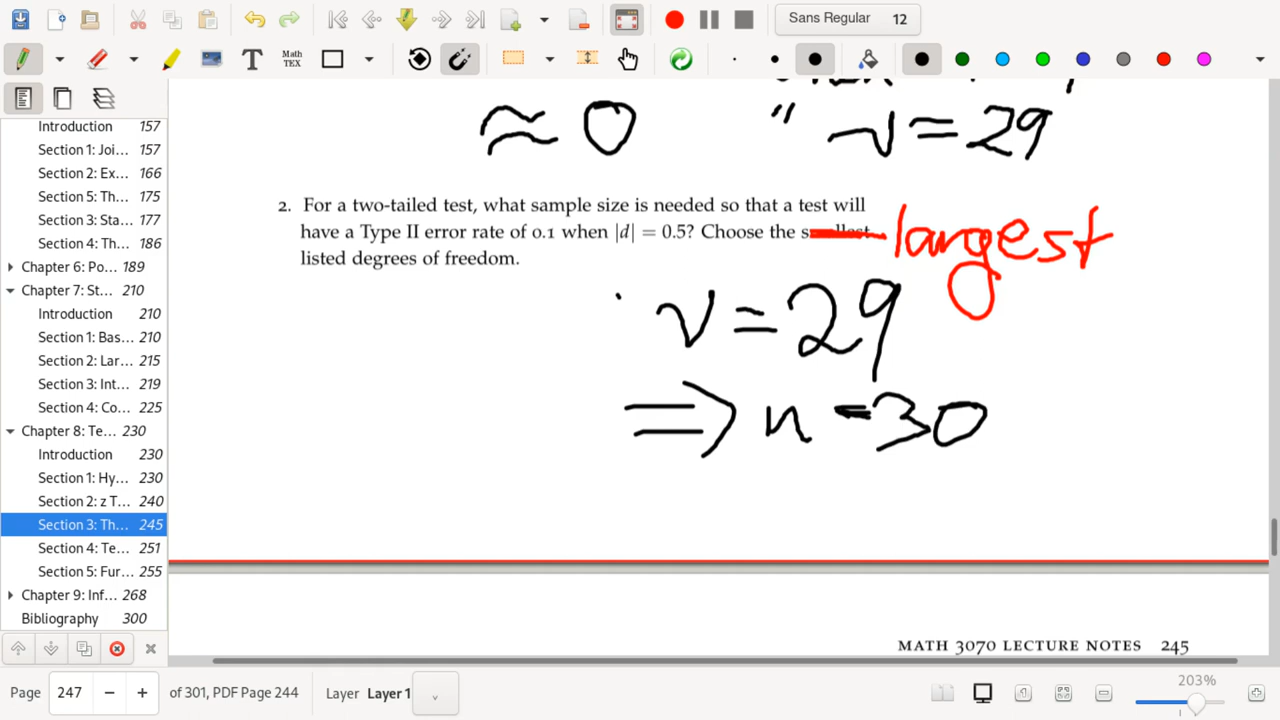 Sans Regular 12
T Math TEX
Introduction 157
Section 1: Joi... 157
Section 2: Ex... 166
Section 5: Th... 175
Section 3: Sta... 177
Section 4: Th... 186
Chapter 6: Po... 189
Chapter 7: St... 210
Introduction 210
Section 1: Bas... 210
Section 2: Lar... 215
Section 3: Int... 219
Section 4: Co... 225
Chapter 8: Te... 230
Introduction 230
Section 1: Hy... 230
Section 2: z T... 240
Section 3: Th... 245
Section 4: Te... 251
Section 5: Fur... 255
Chapter 9: Inf... 268
Bibliography 300
≈ 0 " ν = 29
2. For a two-tailed test, what sample size is needed so that a test will
have a Type II error rate of 0.1 when |d| = 0.5? Choose the smallest largest
listed degrees of freedom.
ν = 29
⟹ n = 30
MATH 3070 LECTURE NOTES 245
Page 247 of 301, PDF Page 244 Layer Layer 1 203%